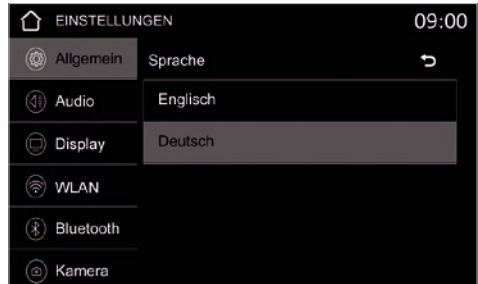 EINSTELLUNGEN 09:00
Allgemein
Sprache
Audio
Englisch
Display
Deutsch
WLAN
Bluetooth
Kamera